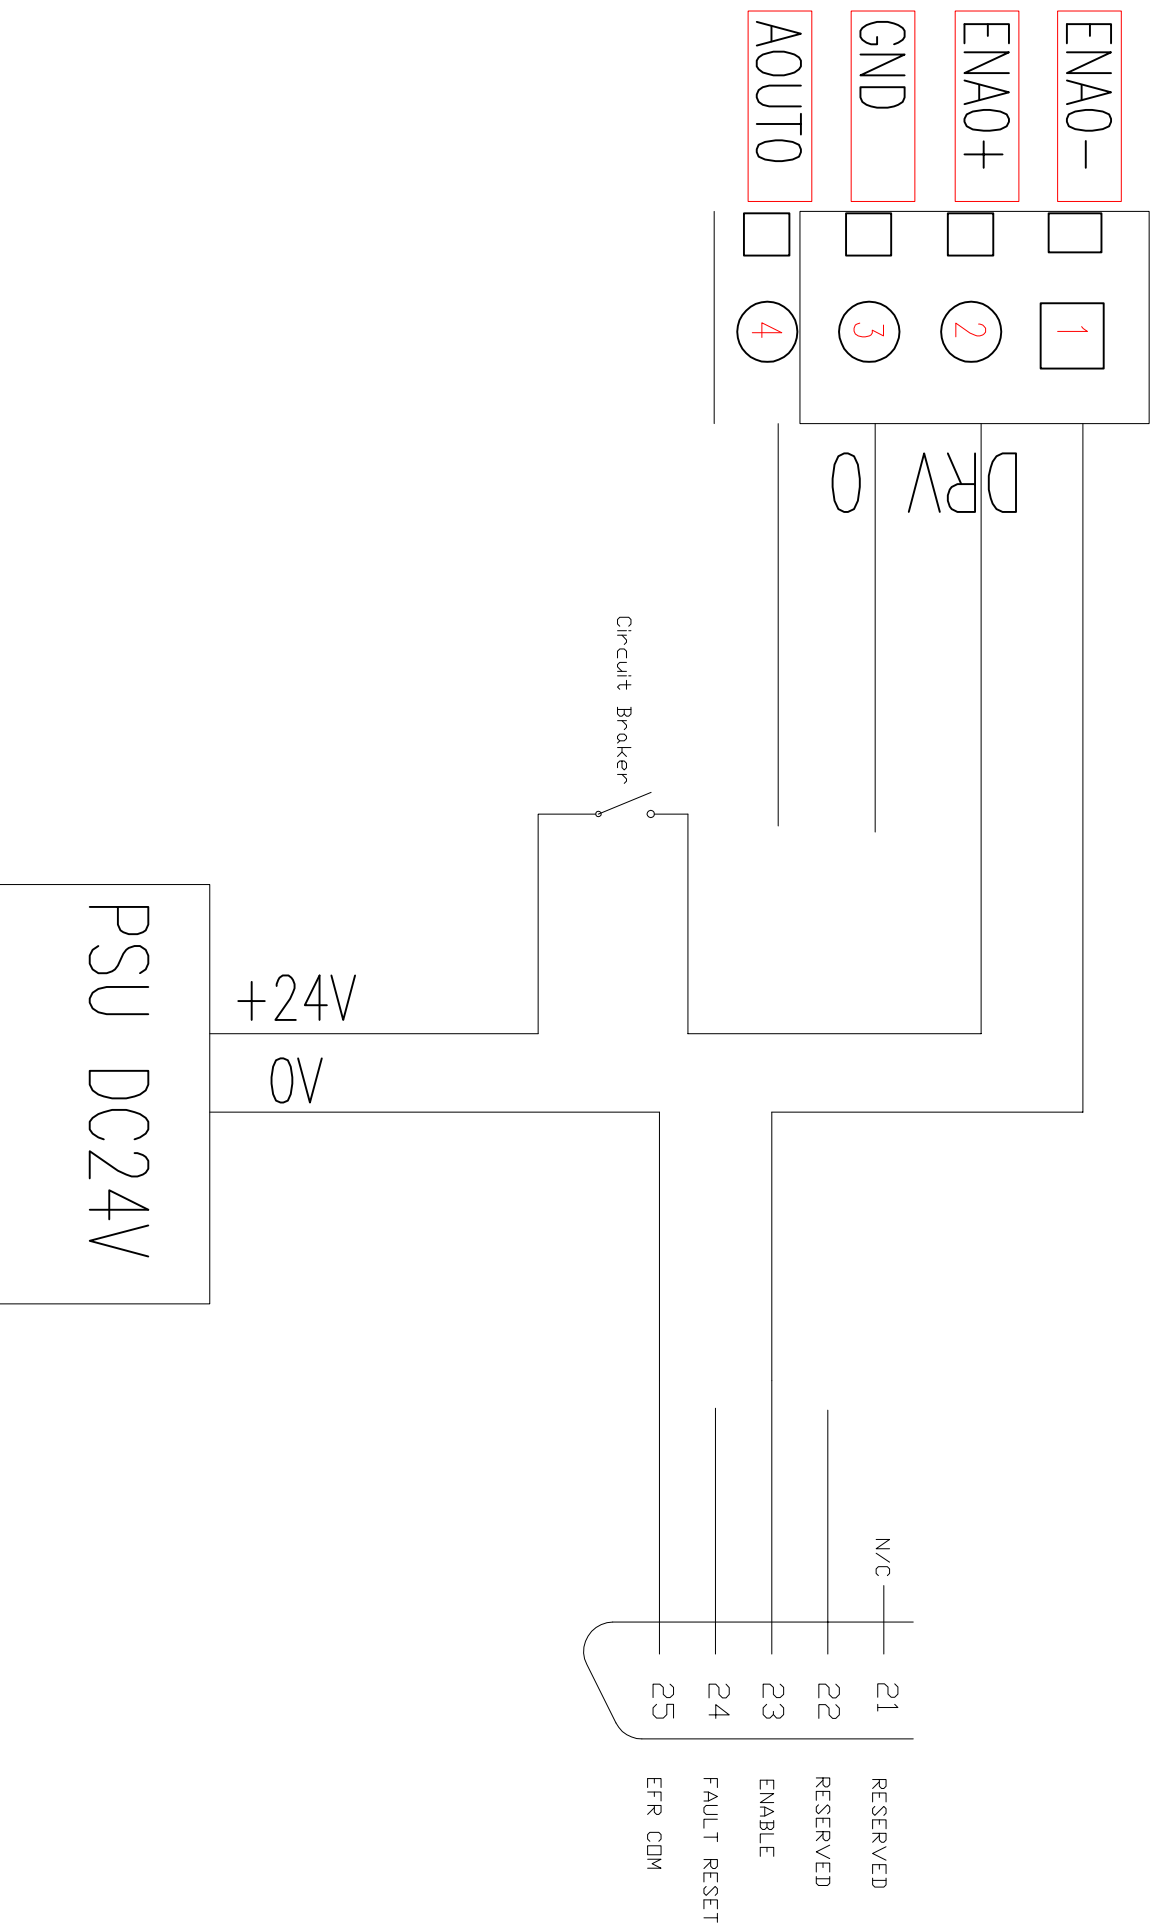 ENA0-
ENA0+
GND
AOUT0
1
2
3
4
DRV 0
Circuit Braker
PSU DC24V
+24V
0V
N/C
21
22
23
24
25
RESERVED
RESERVED
ENABLE
FAULT RESET
EFR COM